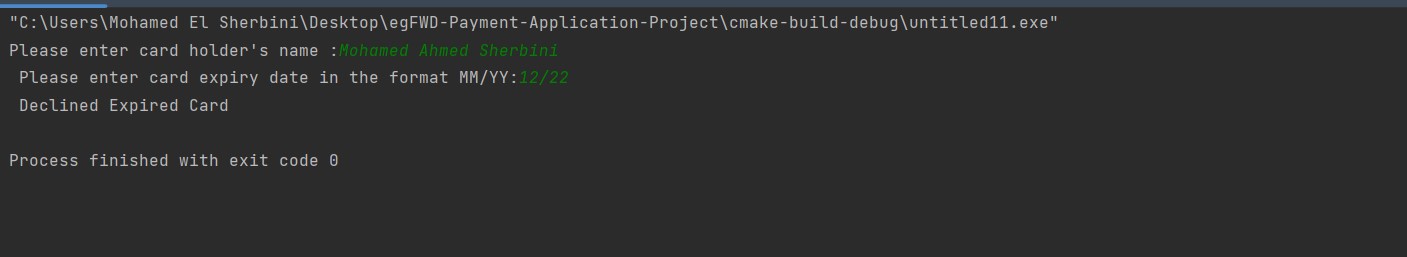 "C:\Users\Mohamed El Sherbini\Desktop\egFWD-Payment-Application-Project\cmake-build-debug\untitled11.exe"
Please enter card holder's name :Mohamed Ahmed Sherbini
 Please enter card expiry date in the format MM/YY:12/22
 Declined Expired Card
Process finished with exit code 0